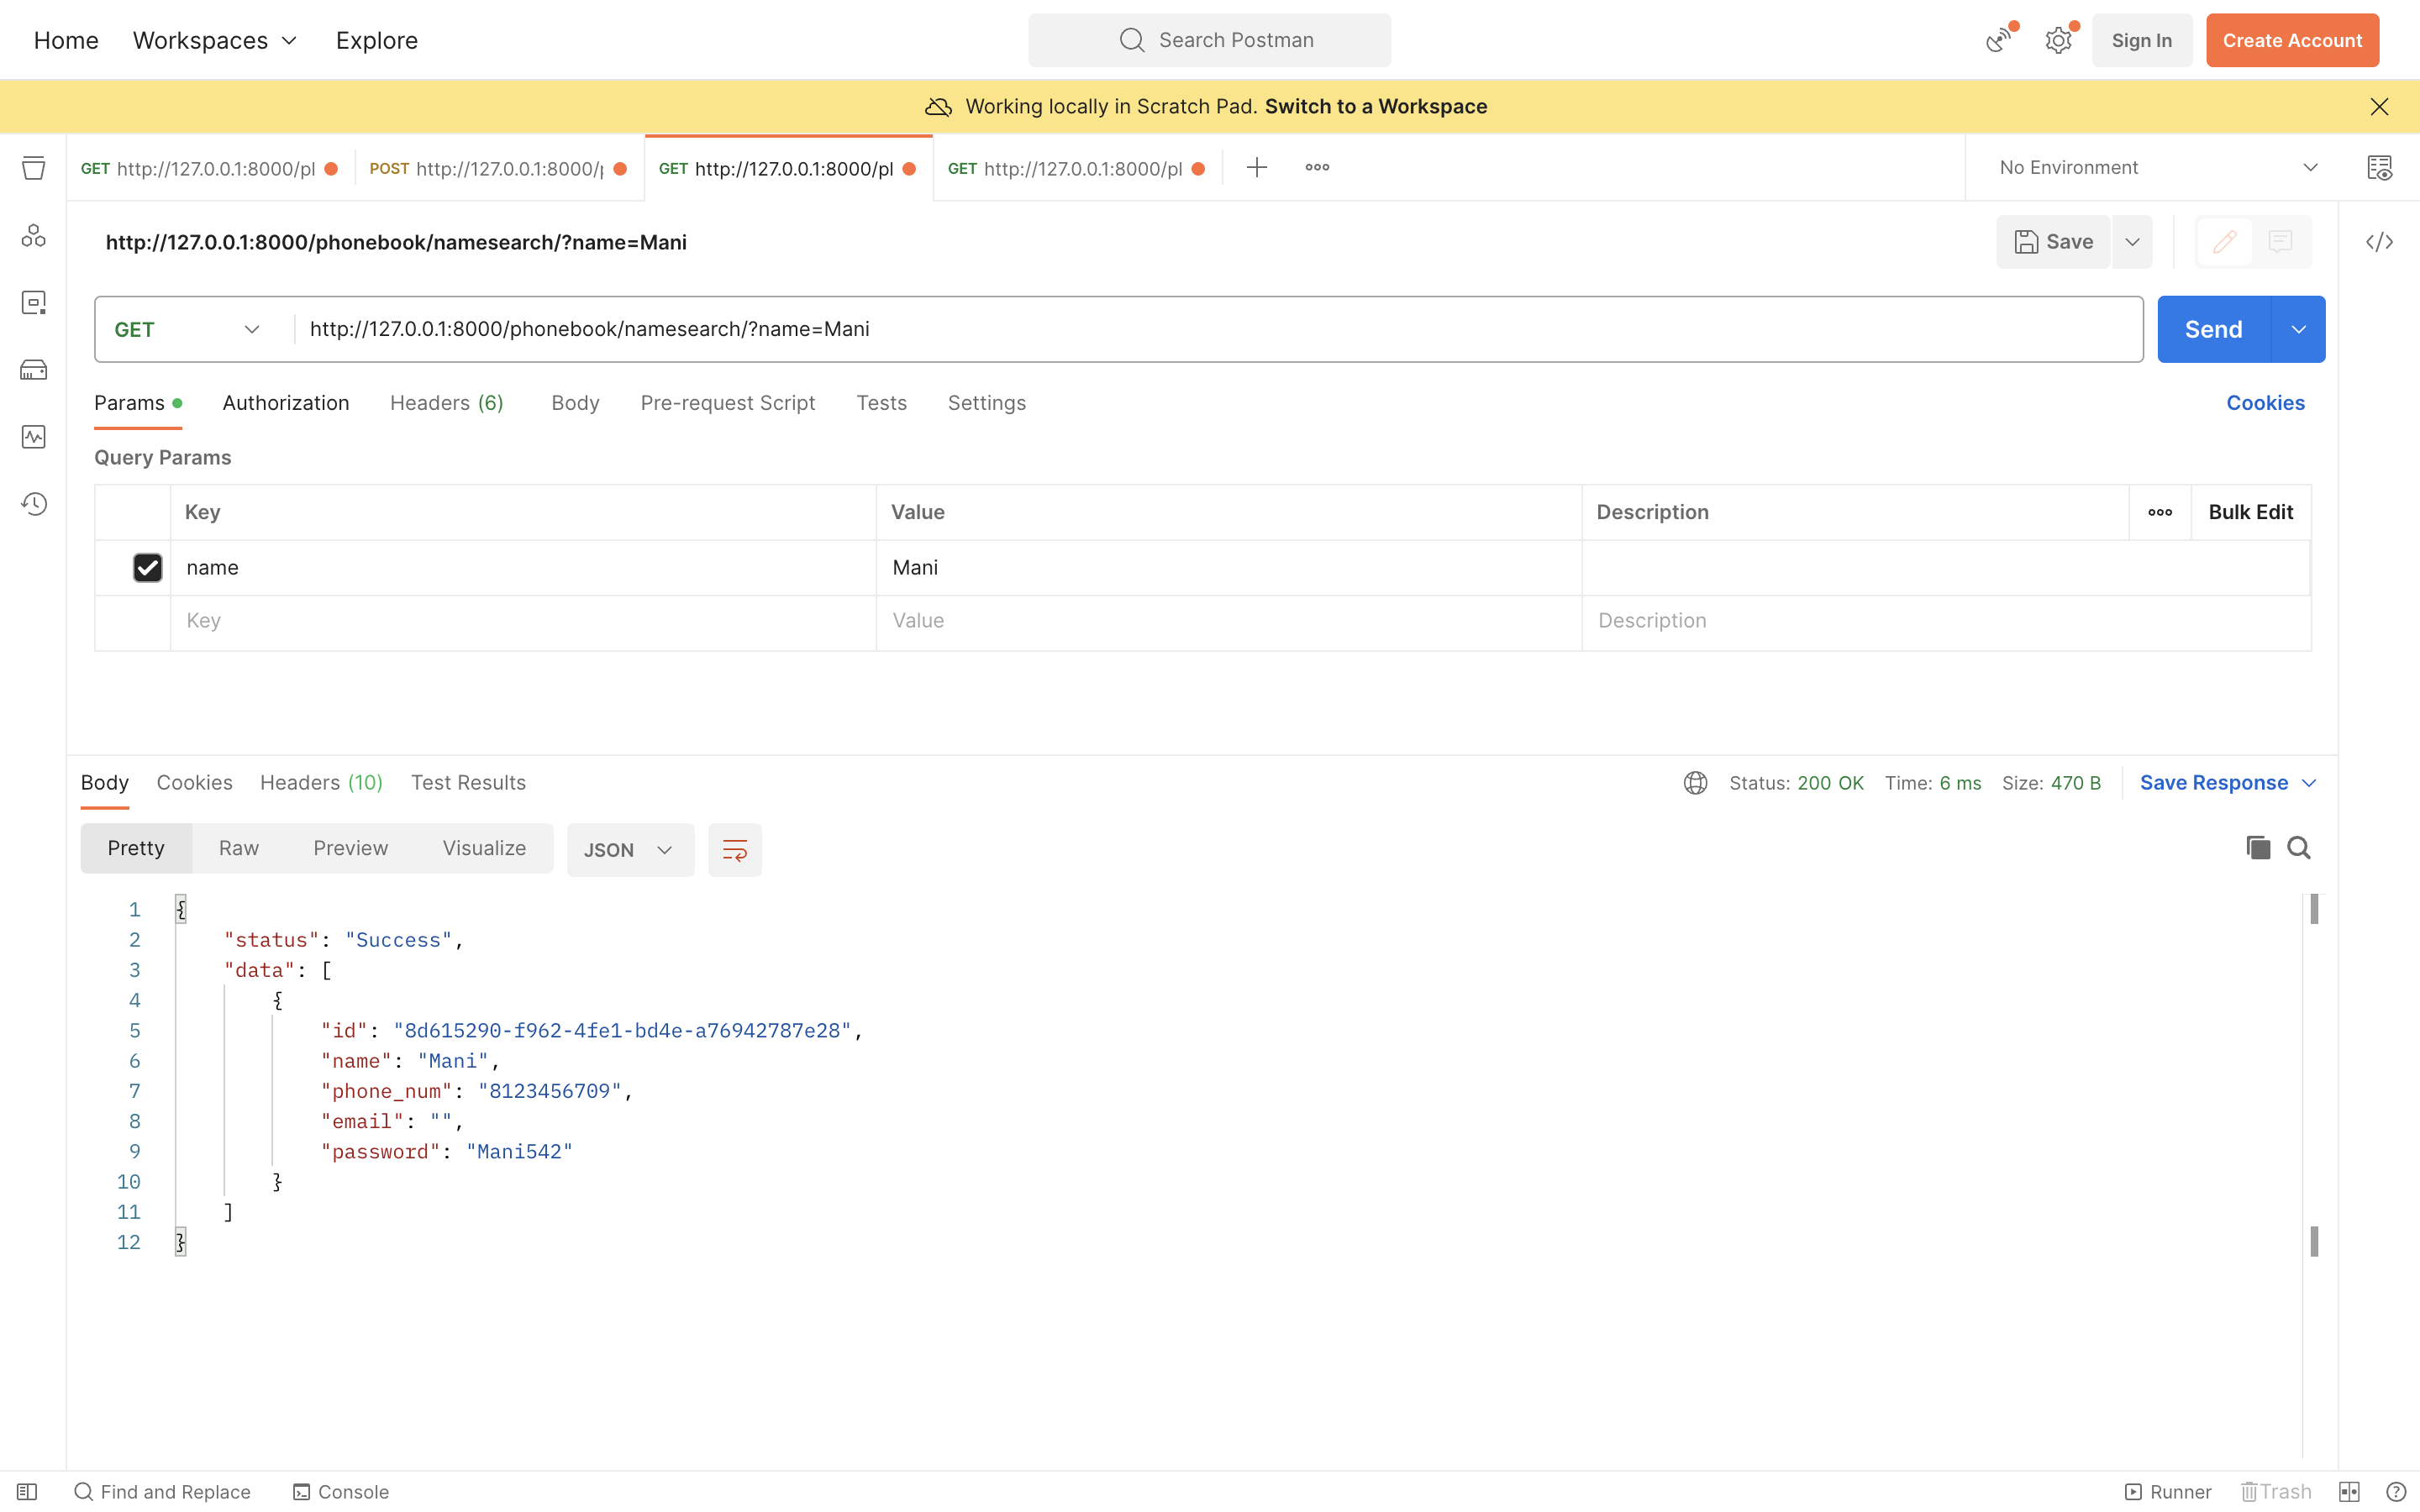 Home Workspaces Explore Search Postman Sign In Create Account
Working locally in Scratch Pad. Switch to a Workspace
GET http://127.0.0.1:8000/pl POST http://127.0.0.1:8000/p GET http://127.0.0.1:8000/pl GET http://127.0.0.1:8000/pl No Environment
http://127.0.0.1:8000/phonebook/namesearch/?name=Mani Save
GET http://127.0.0.1:8000/phonebook/namesearch/?name=Mani Send
Params Authorization Headers (6) Body Pre-request Script Tests Settings Cookies
Query Params
Key Value Description Bulk Edit
name Mani
Key Value Description
Body Cookies Headers (10) Test Results Status: 200 OK Time: 6 ms Size: 470 B Save Response
Pretty Raw Preview Visualize JSON
1 {
2 "status": "Success",
3 "data": [
4 {
5 "id": "8d615290-f962-4fe1-bd4e-a76942787e28",
6 "name": "Mani",
7 "phone_num": "8123456709",
8 "email": "",
9 "password": "Mani542"
10 }
11 ]
12 }
Find and Replace Console Runner Trash